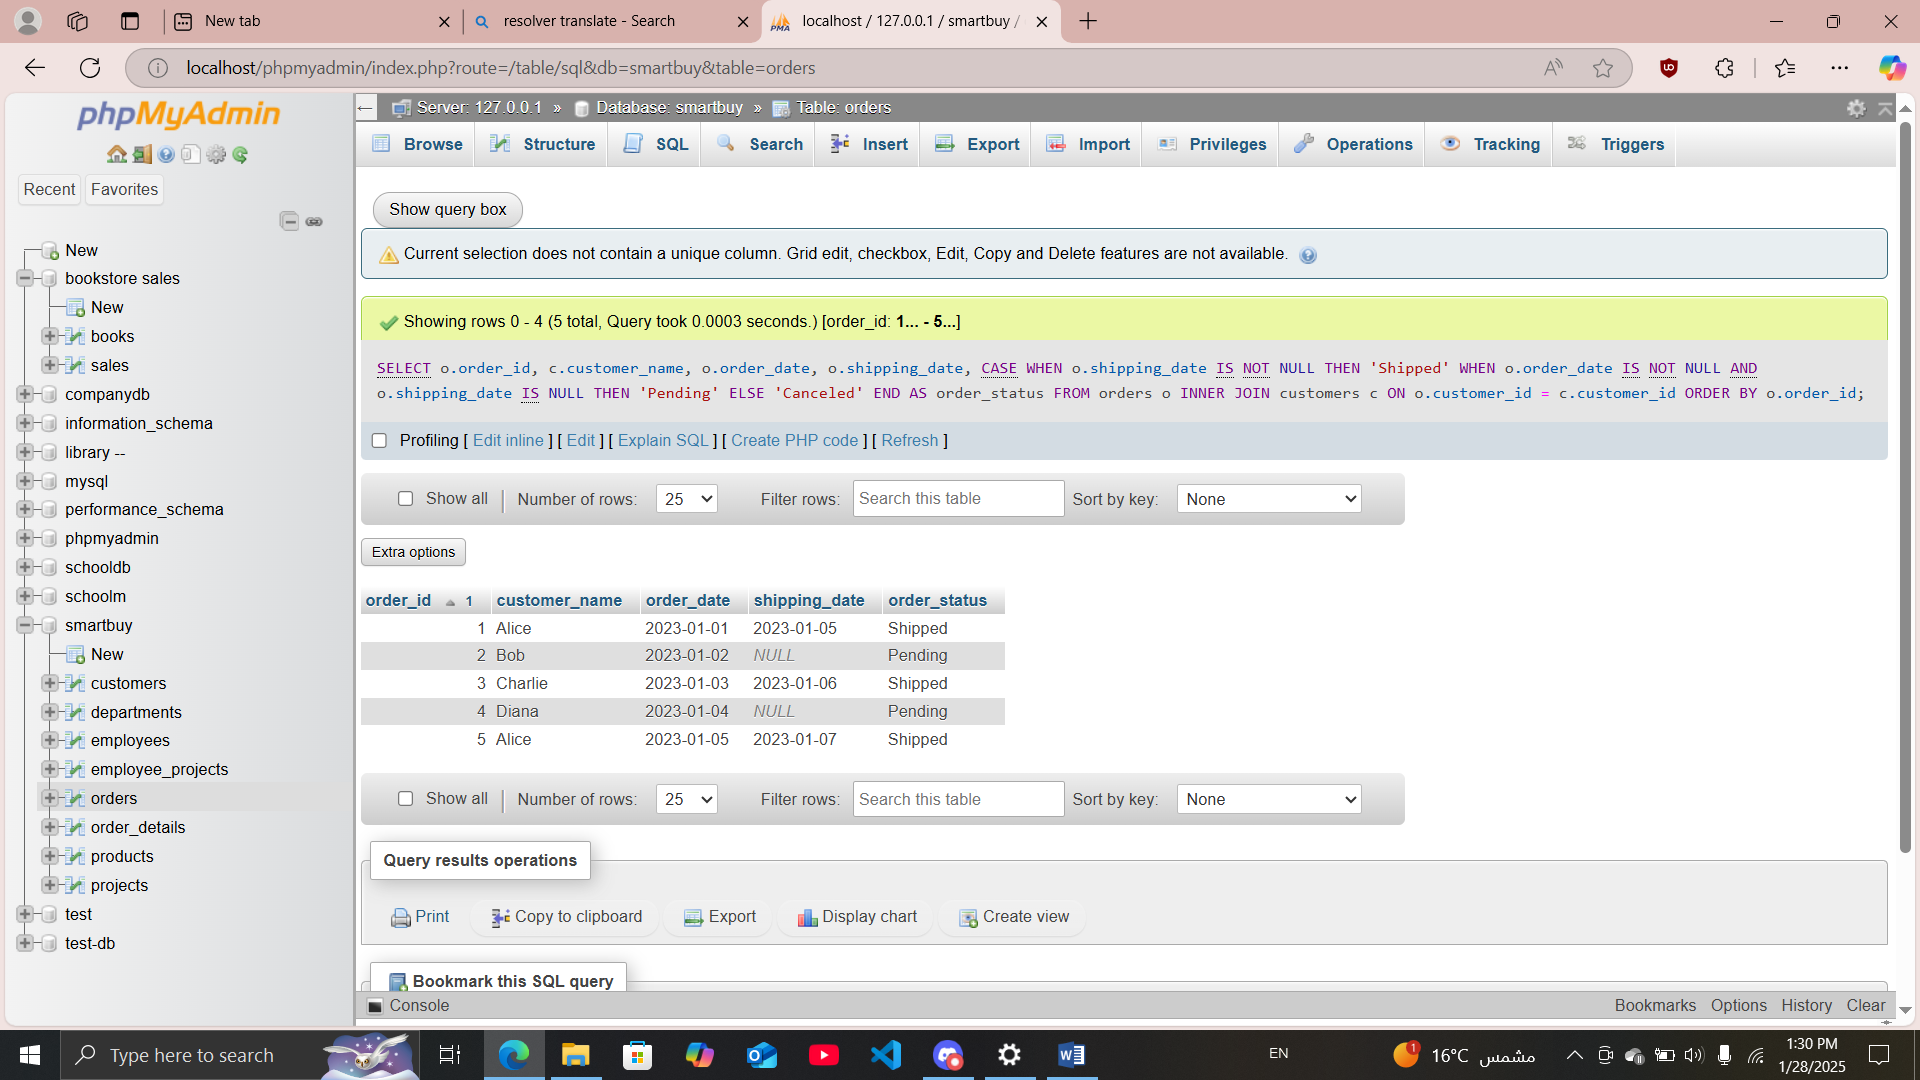 New tab
resolver translate - Search
localhost / 127.0.0.1 / smartbuy /
localhost/phpmyadmin/index.php?route=/table/sql&db=smartbuy&table=orders
phpMyAdmin
Recent
Favorites
New
bookstore sales
New
books
sales
companydb
information_schema
library --
mysql
performance_schema
phpmyadmin
schooldb
schoolm
smartbuy
New
customers
departments
employees
employee_projects
orders
order_details
products
projects
test
test-db
Server: 127.0.0.1 » Database: smartbuy » Table: orders
Browse Structure SQL Search Insert Export Import Privileges Operations Tracking Triggers
Show query box
Current selection does not contain a unique column. Grid edit, checkbox, Edit, Copy and Delete features are not available.
Showing rows 0 - 4 (5 total, Query took 0.0003 seconds.) [order_id: 1... - 5...]
SELECT o.order_id, c.customer_name, o.order_date, o.shipping_date, CASE WHEN o.shipping_date IS NOT NULL THEN 'Shipped' WHEN o.order_date IS NOT NULL AND
o.shipping_date IS NULL THEN 'Pending' ELSE 'Canceled' END AS order_status FROM orders o INNER JOIN customers c ON o.customer_id = c.customer_id ORDER BY o.order_id;
Profiling [ Edit inline ] [ Edit ] [ Explain SQL ] [ Create PHP code ] [ Refresh ]
Show all Number of rows: 25 Filter rows: Search this table Sort by key: None
Extra options
order_id 1 customer_name order_date shipping_date order_status
1 Alice 2023-01-01 2023-01-05 Shipped
2 Bob 2023-01-02 NULL Pending
3 Charlie 2023-01-03 2023-01-06 Shipped
4 Diana 2023-01-04 NULL Pending
5 Alice 2023-01-05 2023-01-07 Shipped
Show all Number of rows: 25 Filter rows: Search this table Sort by key: None
Query results operations
Print Copy to clipboard Export Display chart Create view
Bookmark this SQL query
Console Bookmarks Options History Clear
Type here to search
EN
1
16°C مشمس
1:30 PM
1/28/2025